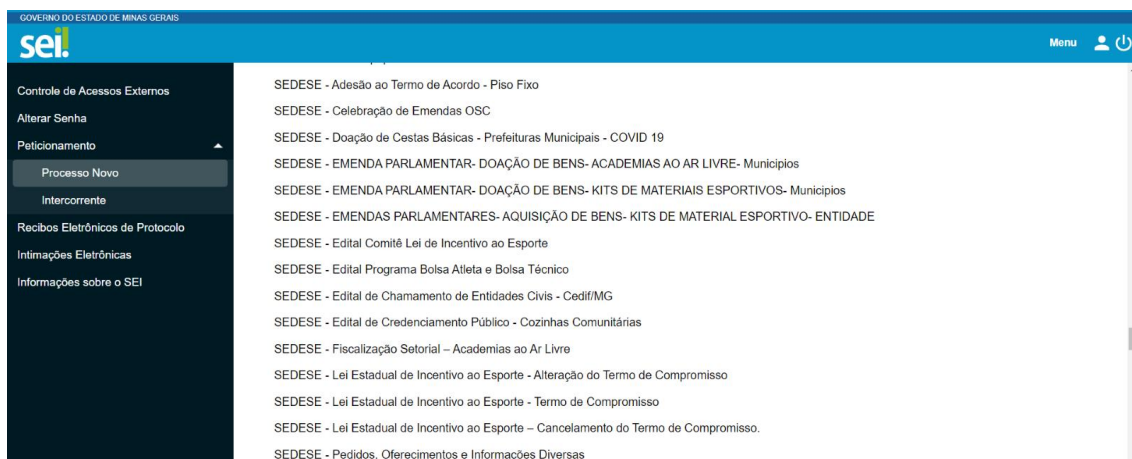 GOVERNO DO ESTADO DE MINAS GERAIS
sei!
Menu
Controle de Acessos Externos
Alterar Senha
Peticionamento
Processo Novo
Intercorrente
Recibos Eletrônicos de Protocolo
Intimações Eletrônicas
Informações sobre o SEI
SEDESE - Adesão ao Termo de Acordo - Piso Fixo
SEDESE - Celebração de Emendas OSC
SEDESE - Doação de Cestas Básicas - Prefeituras Municipais - COVID 19
SEDESE - EMENDA PARLAMENTAR- DOAÇÃO DE BENS- ACADEMIAS AO AR LIVRE- Municipios
SEDESE - EMENDA PARLAMENTAR- DOAÇÃO DE BENS- KITS DE MATERIAIS ESPORTIVOS- Municipios
SEDESE - EMENDAS PARLAMENTARES- AQUISIÇÃO DE BENS- KITS DE MATERIAL ESPORTIVO- ENTIDADE
SEDESE - Edital Comitê Lei de Incentivo ao Esporte
SEDESE - Edital Programa Bolsa Atleta e Bolsa Técnico
SEDESE - Edital de Chamamento de Entidades Civis - Cedif/MG
SEDESE - Edital de Credenciamento Público - Cozinhas Comunitárias
SEDESE - Fiscalização Setorial – Academias ao Ar Livre
SEDESE - Lei Estadual de Incentivo ao Esporte - Alteração do Termo de Compromisso
SEDESE - Lei Estadual de Incentivo ao Esporte - Termo de Compromisso
SEDESE - Lei Estadual de Incentivo ao Esporte – Cancelamento do Termo de Compromisso.
SEDESE - Pedidos, Oferecimentos e Informações Diversas